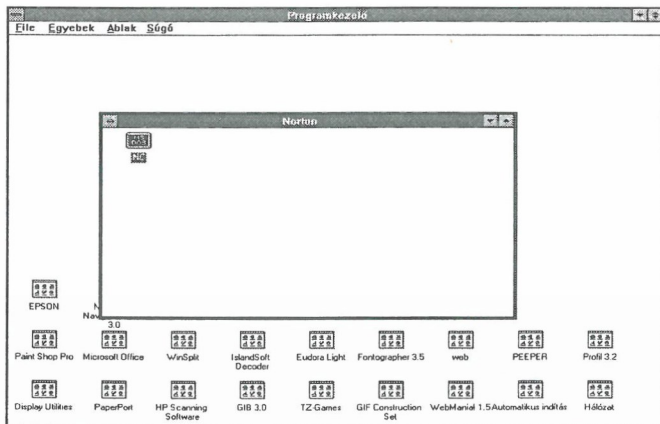 Programkezelő
File Egyebek Ablak Súgó
Norton
NC
EPSON
3.0
Paint Shop Pro Microsoft Office WinSplit IslandSoft Decoder Eudora Light Fontographer 3.5 web PEEPER Profil 3.2
Display Utilities PaperPort HP Scanning Software GIB 3.0 TZ-Games GIF Construction Set WebMania! 1.5 Automatikus indítás Hálózat